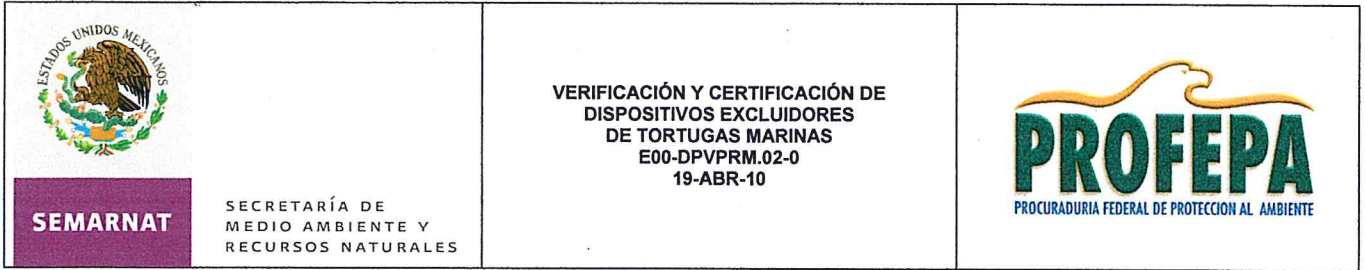 ESTADOS UNIDOS MEXICANOS
SEMARNAT
SECRETARÍA DE
MEDIO AMBIENTE Y
RECURSOS NATURALES
VERIFICACIÓN Y CERTIFICACIÓN DE
DISPOSITIVOS EXCLUIDORES
DE TORTUGAS MARINAS
E00-DPVPRM.02-0
19-ABR-10
PROFEPA
PROCURADURIA FEDERAL DE PROTECCION AL AMBIENTE